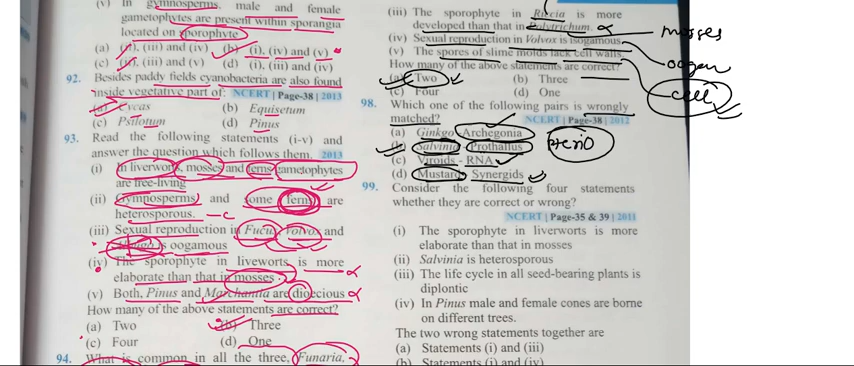 (v) In gymnosperms, male and female
gametophytes are present within sporangia
located on sporophyte
(a) (i), (iii) and (iv) (b) (i), (iv) and (v)
(c) (ii), (iii) and (v) (d) (i), (iii) and (iv)
92. Besides paddy fields cyanobacteria are also found
inside vegetative part of: NCERT | Page-38 | 2013
(a) Cycas (b) Equisetum
(c) Psilotum (d) Pinus
93. Read the following statements (i-v) and
answer the question which follows them. 2013
(i) In liverworts, mosses and ferns gametophytes
are free-living
(ii) Gymnosperms and some ferns are
heterosporous. - C
(iii) Sexual reproduction in Fucus, Volvox and
is oogamous
(iv) The sporophyte in liveworts is more
elaborate than that in mosses
(v) Both, Pinus and Marchantia are dioecious
How many of the above statements are correct?
(a) Two (b) Three
(c) Four (d) One
94. What is common in all the three, Funaria,
(iii) The sporophyte in Riccia is more
developed than that in Polytrichum. mosses
(iv) Sexual reproduction in Volvox is isogamous
(v) The spores of slime molds lack cell walls. oogan
How many of the above statements are correct?
(a) Two (b) Three cell
(c) Four (d) One
98. Which one of the following pairs is wrongly
matched? NCERT | Page-38 | 2012
(a) Ginkgo Archegonia
(b) Salvinia - Prothallus
(c) Viroids - RNA
(d) Mustard Synergids
99. Consider the following four statements
whether they are correct or wrong?
NCERT | Page-35 & 39 | 2011
(i) The sporophyte in liverworts is more
elaborate than that in mosses
(ii) Salvinia is heterosporous
(iii) The life cycle in all seed-bearing plants is
diplontic
(iv) In Pinus male and female cones are borne
on different trees.
The two wrong statements together are
(a) Statements (i) and (iii)
(b) Statements (i) and (iv)